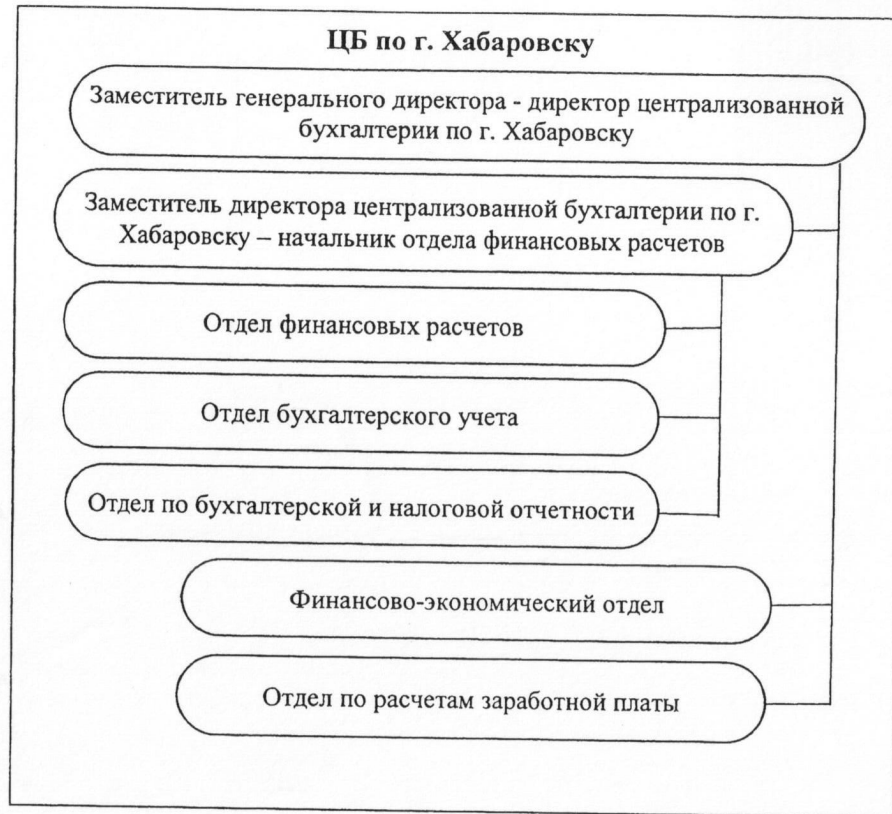 ЦБ по г. Хабаровску
Заместитель генерального директора - директор централизованной
бухгалтерии по г. Хабаровску
Заместитель директора централизованной бухгалтерии по г.
Хабаровску – начальник отдела финансовых расчетов
Отдел финансовых расчетов
Отдел бухгалтерского учета
Отдел по бухгалтерской и налоговой отчетности
Финансово-экономический отдел
Отдел по расчетам заработной платы